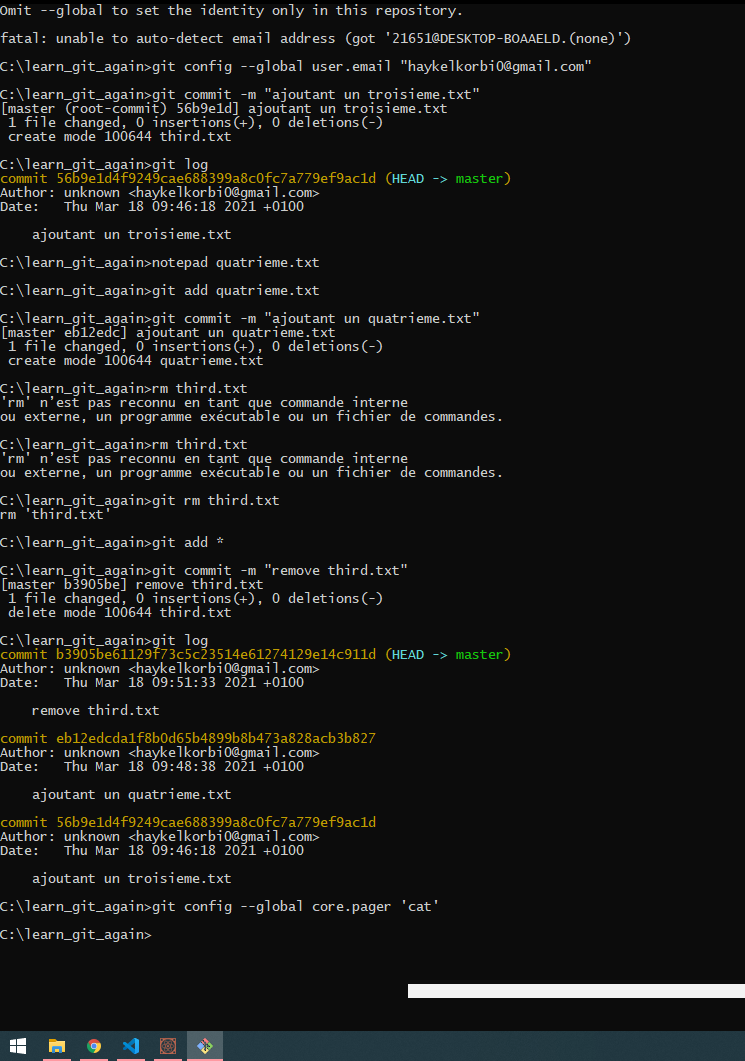 Omit --global to set the identity only in this repository.
fatal: unable to auto-detect email address (got '21651@DESKTOP-BOAAELD.(none)')
C:\learn_git_again>git config --global user.email "haykelkorbi0@gmail.com"
C:\learn_git_again>git commit -m "ajoutant un troisieme.txt"
[master (root-commit) 56b9e1d] ajoutant un troisieme.txt
 1 file changed, 0 insertions(+), 0 deletions(-)
 create mode 100644 third.txt
C:\learn_git_again>git log
commit 56b9e1d4f9249cae688399a8c0fc7a779ef9ac1d (HEAD -> master)
Author: unknown <haykelkorbi0@gmail.com>
Date:   Thu Mar 18 09:46:18 2021 +0100
    ajoutant un troisieme.txt
C:\learn_git_again>notepad quatrieme.txt
C:\learn_git_again>git add quatrieme.txt
C:\learn_git_again>git commit -m "ajoutant un quatrieme.txt"
[master eb12edc] ajoutant un quatrieme.txt
 1 file changed, 0 insertions(+), 0 deletions(-)
 create mode 100644 quatrieme.txt
C:\learn_git_again>rm third.txt
'rm' n'est pas reconnu en tant que commande interne
ou externe, un programme exécutable ou un fichier de commandes.
C:\learn_git_again>rm third.txt
'rm' n'est pas reconnu en tant que commande interne
ou externe, un programme exécutable ou un fichier de commandes.
C:\learn_git_again>git rm third.txt
rm 'third.txt'
C:\learn_git_again>git add *
C:\learn_git_again>git commit -m "remove third.txt"
[master b3905be] remove third.txt
 1 file changed, 0 insertions(+), 0 deletions(-)
 delete mode 100644 third.txt
C:\learn_git_again>git log
commit b3905be61129f73c5c23514e61274129e14c911d (HEAD -> master)
Author: unknown <haykelkorbi0@gmail.com>
Date:   Thu Mar 18 09:51:33 2021 +0100
    remove third.txt
commit eb12edcda1f8b0d65b4899b8b473a828acb3b827
Author: unknown <haykelkorbi0@gmail.com>
Date:   Thu Mar 18 09:48:38 2021 +0100
    ajoutant un quatrieme.txt
commit 56b9e1d4f9249cae688399a8c0fc7a779ef9ac1d
Author: unknown <haykelkorbi0@gmail.com>
Date:   Thu Mar 18 09:46:18 2021 +0100
    ajoutant un troisieme.txt
C:\learn_git_again>git config --global core.pager 'cat'
C:\learn_git_again>